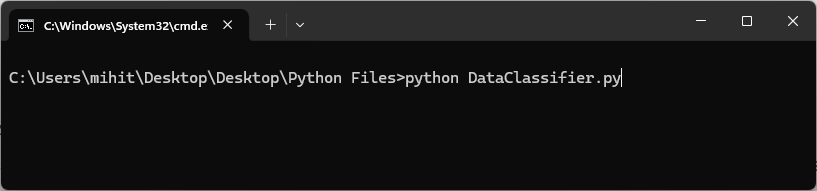 C:\Windows\System32\cmd.e
C:\Users\mihit\Desktop\Desktop\Python Files>python DataClassifier.py